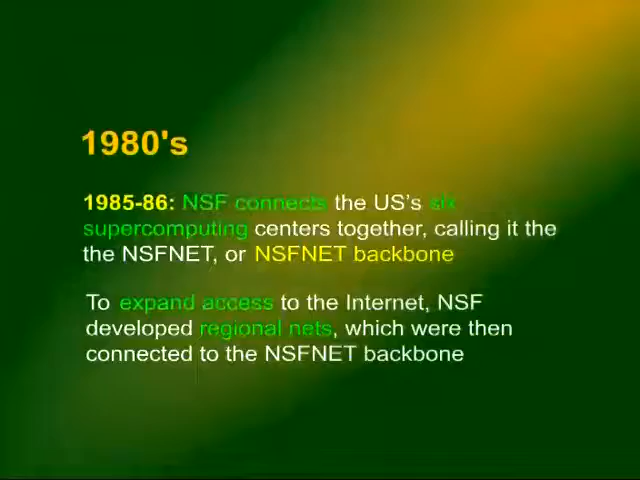 1980's
1985-86: NSF connects the US's six
supercomputing centers together, calling it the
the NSFNET, or NSFNET backbone
To expand access to the Internet, NSF
developed regional nets, which were then
connected to the NSFNET backbone